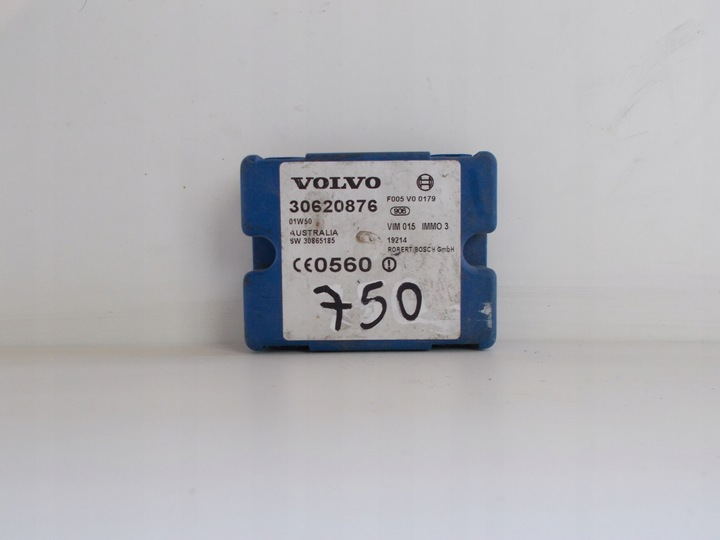 VOLVO
30620876 F005 V0 0179
906
01W50 VIM 015 IMMO 3
AUSTRALIA 19214
SW 30865185 ROBERT BOSCH GmbH
CE0560
750